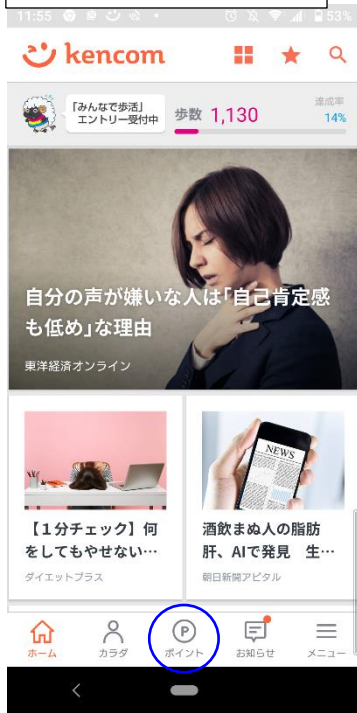 11:55
53%
kencom
「みんなで歩活」
エントリー受付中
歩数 1,130
達成率
14%
自分の声が嫌いな人は「自己肯定感
も低め」な理由
東洋経済オンライン
NEWS
【１分チェック】何
をしてもやせない…
ダイエットプラス
酒飲まぬ人の脂肪
肝、AIで発見　生…
朝日新聞アピタル
P
ホーム
カラダ
ポイント
お知らせ
メニュー